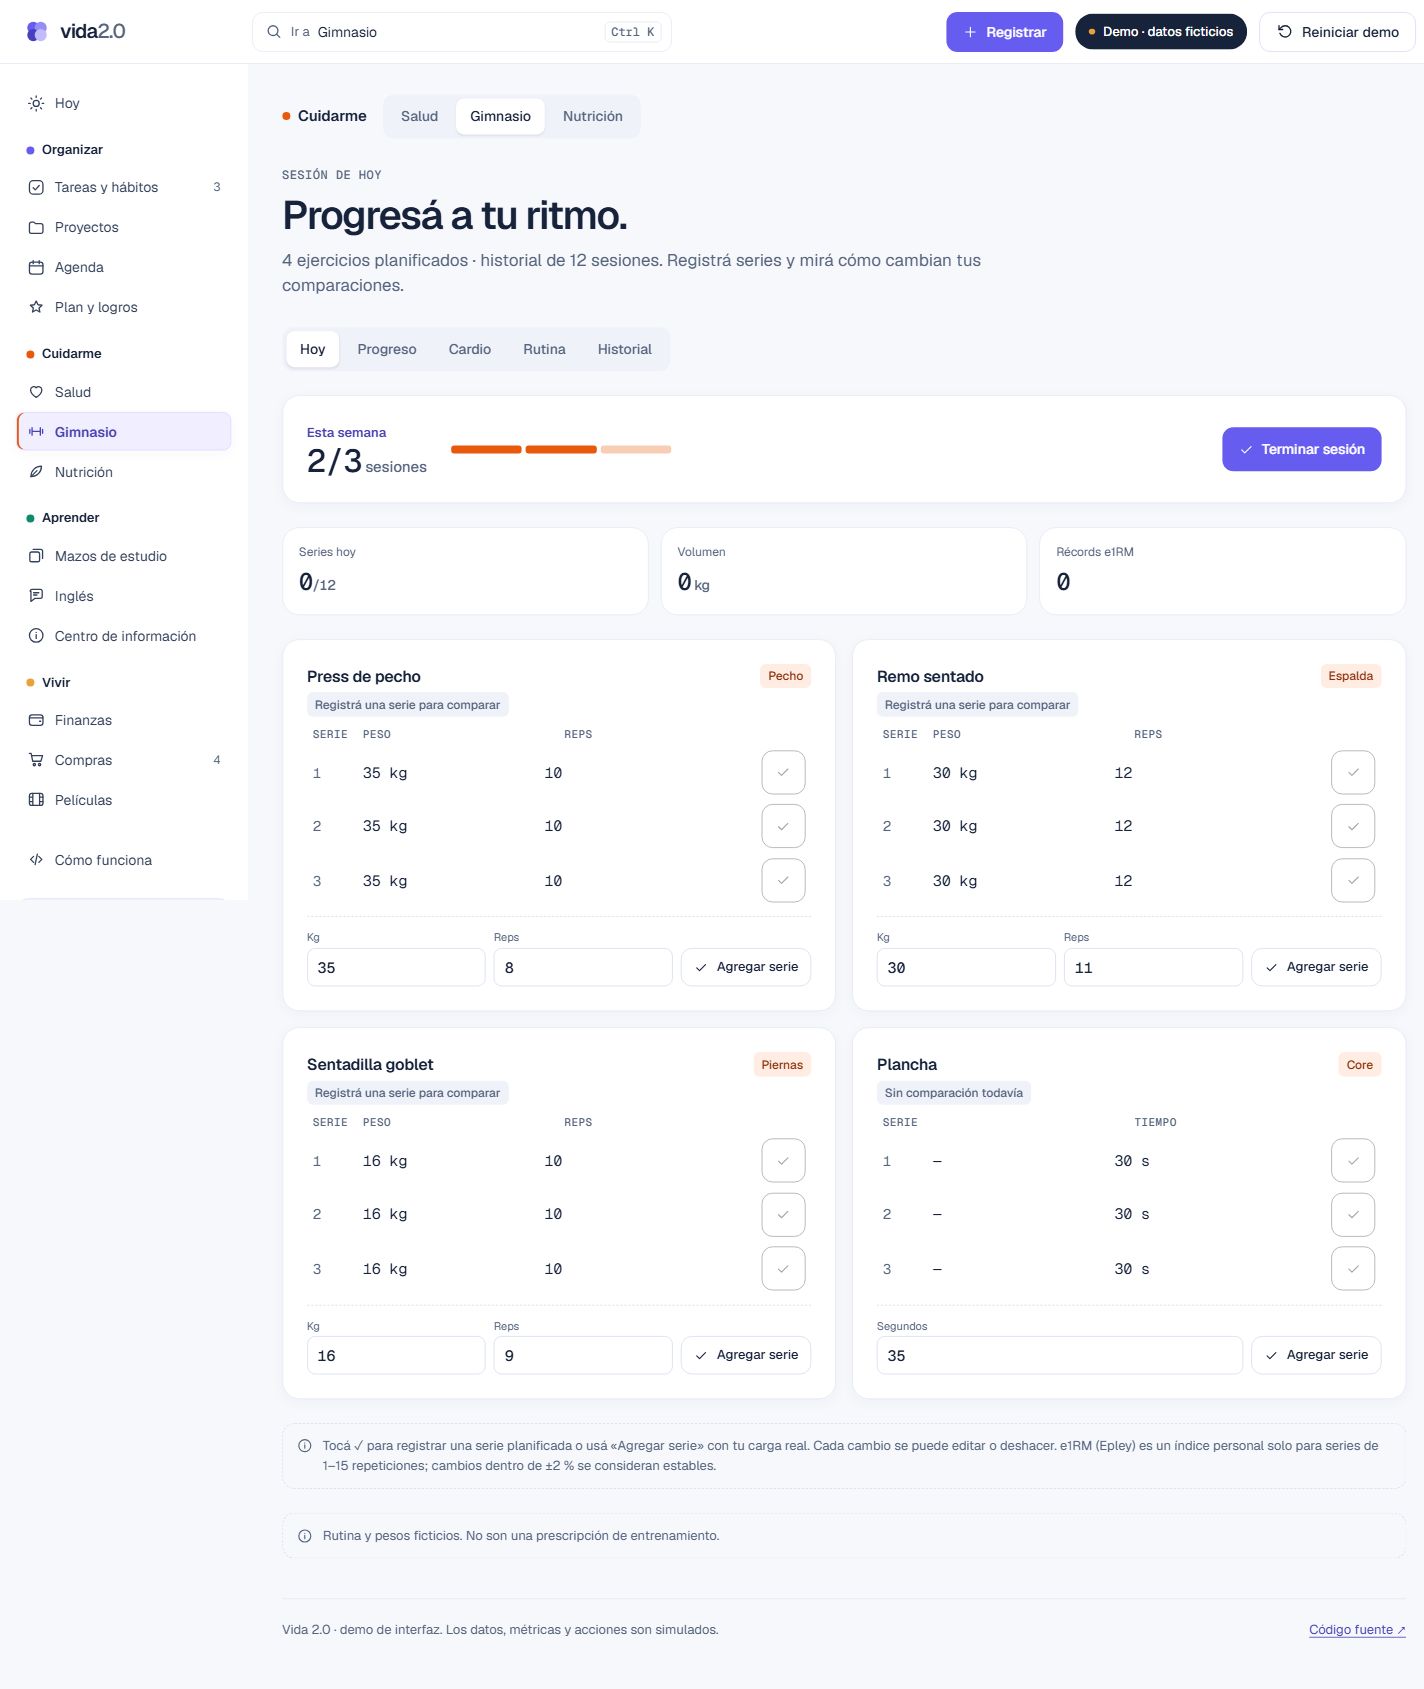 vida2.0
Ir a Gimnasio
Ctrl K
Registrar
Demo · datos ficticios
Reiniciar demo
Hoy
Organizar
Tareas y hábitos 3
Proyectos
Agenda
Plan y logros
Cuidarme
Salud
Gimnasio
Nutrición
Aprender
Mazos de estudio
Inglés
Centro de información
Vivir
Finanzas
Compras 4
Películas
Cómo funciona
Cuidarme Salud Gimnasio Nutrición
SESIÓN DE HOY
Progresá a tu ritmo.
4 ejercicios planificados · historial de 12 sesiones. Registrá series y mirá cómo cambian tus
comparaciones.
Hoy Progreso Cardio Rutina Historial
Esta semana
2/3 sesiones
Terminar sesión
Series hoy
0/12
Volumen
0 kg
Récords e1RM
0
Press de pecho Pecho
Registrá una serie para comparar
SERIE PESO REPS
1 35 kg 10
2 35 kg 10
3 35 kg 10
Kg Reps
35 8 Agregar serie
Remo sentado Espalda
Registrá una serie para comparar
SERIE PESO REPS
1 30 kg 12
2 30 kg 12
3 30 kg 12
Kg Reps
30 11 Agregar serie
Sentadilla goblet Piernas
Registrá una serie para comparar
SERIE PESO REPS
1 16 kg 10
2 16 kg 10
3 16 kg 10
Kg Reps
16 9 Agregar serie
Plancha Core
Sin comparación todavía
SERIE TIEMPO
1 — 30 s
2 — 30 s
3 — 30 s
Segundos
35 Agregar serie
Tocá ✓ para registrar una serie planificada o usá «Agregar serie» con tu carga real. Cada cambio se puede editar o deshacer. e1RM (Epley) es un índice personal solo para series de
1–15 repeticiones; cambios dentro de ±2 % se consideran estables.
Rutina y pesos ficticios. No son una prescripción de entrenamiento.
Vida 2.0 · demo de interfaz. Los datos, métricas y acciones son simulados.
Código fuente ↗